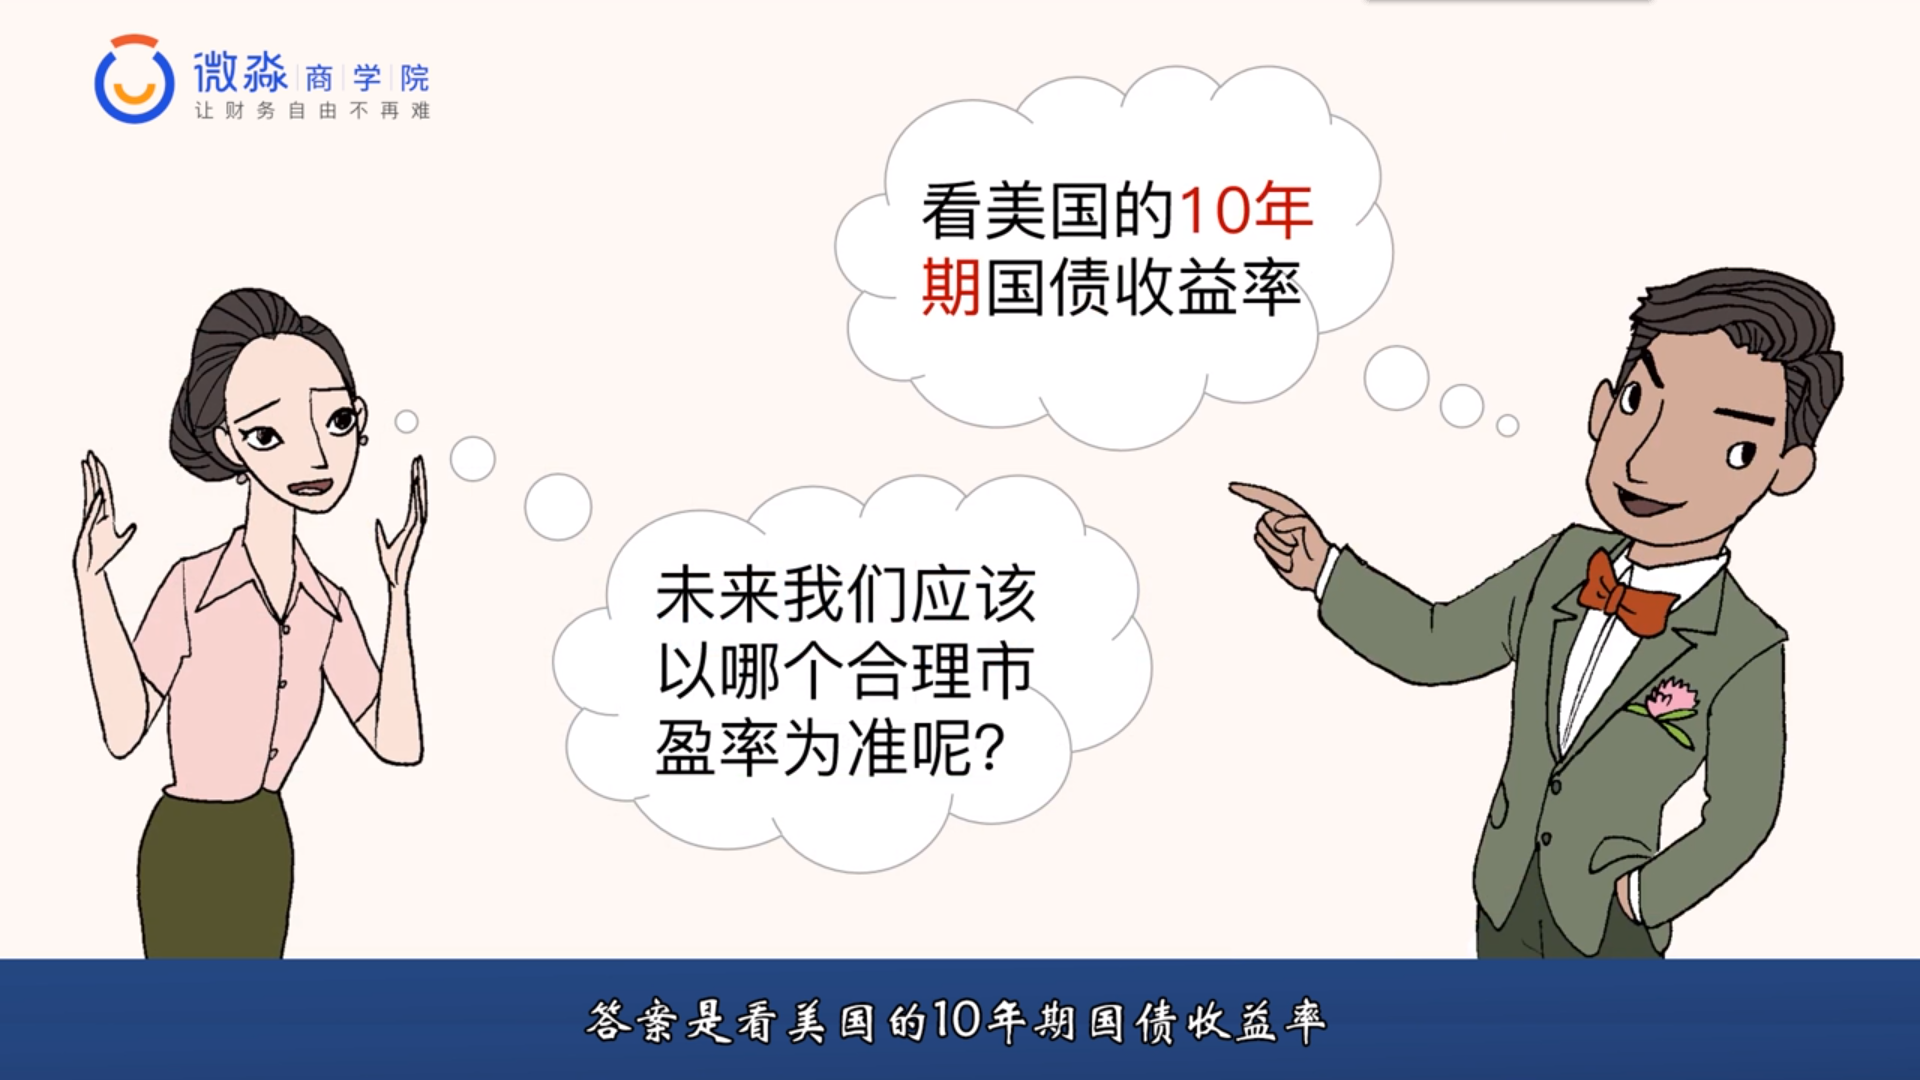 微淼商学院
让财务自由不再难
看美国的10年
期国债收益率
未来我们应该
以哪个合理市
盈率为准呢?
答案是看美国的10年期国债收益率